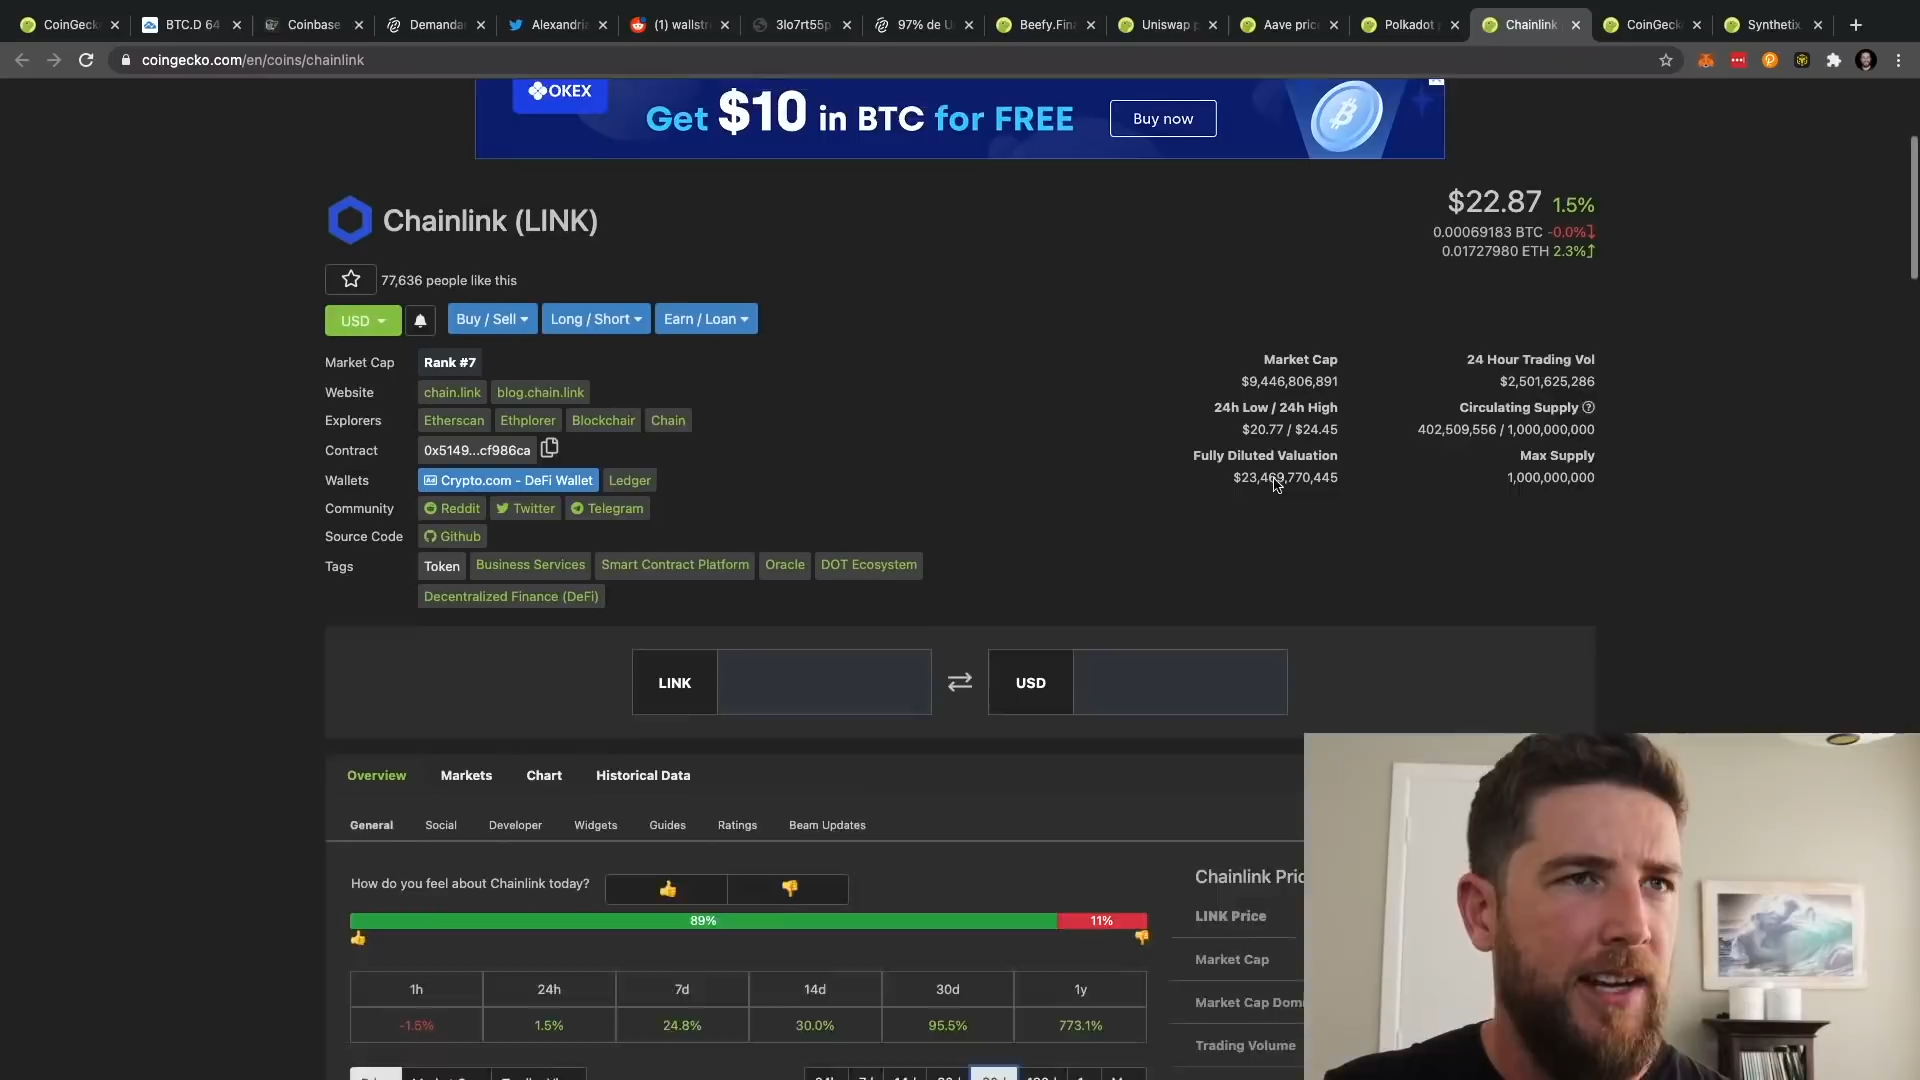 CoinGeck BTC.D 64 Coinbase Demanda Alexandria (1) wallstr 3lo7rt55p 97% de U Beefy.Fin Uniswap p Aave pric Polkadot Chainlink CoinGeck Synthetix
coingecko.com/en/coins/chainlink
OKEX
Get $10 in BTC for FREE
Buy now
Chainlink (LINK)
$22.87 1.5%
0.00069183 BTC -0.0%
0.01727980 ETH 2.3%
77,636 people like this
USD Buy / Sell Long / Short Earn / Loan
Market Cap Rank #7
Website chain.link blog.chain.link
Explorers Etherscan Ethplorer Blockchair Chain
Contract 0x5149...cf986ca
Wallets Crypto.com - DeFi Wallet Ledger
Community Reddit Twitter Telegram
Source Code Github
Tags Token Business Services Smart Contract Platform Oracle DOT Ecosystem
Decentralized Finance (DeFi)
Market Cap 24 Hour Trading Vol
$9,446,806,891 $2,501,625,286
24h Low / 24h High Circulating Supply
$20.77 / $24.45 402,509,556 / 1,000,000,000
Fully Diluted Valuation Max Supply
$23,469,770,445 1,000,000,000
LINK USD
Overview Markets Chart Historical Data
General Social Developer Widgets Guides Ratings Beam Updates
How do you feel about Chainlink today?
89% 11%
1h 24h 7d 14d 30d 1y
-1.5% 1.5% 24.8% 30.0% 95.5% 773.1%
Chainlink Pric
LINK Price
Market Cap
Market Cap Dom
Trading Volume